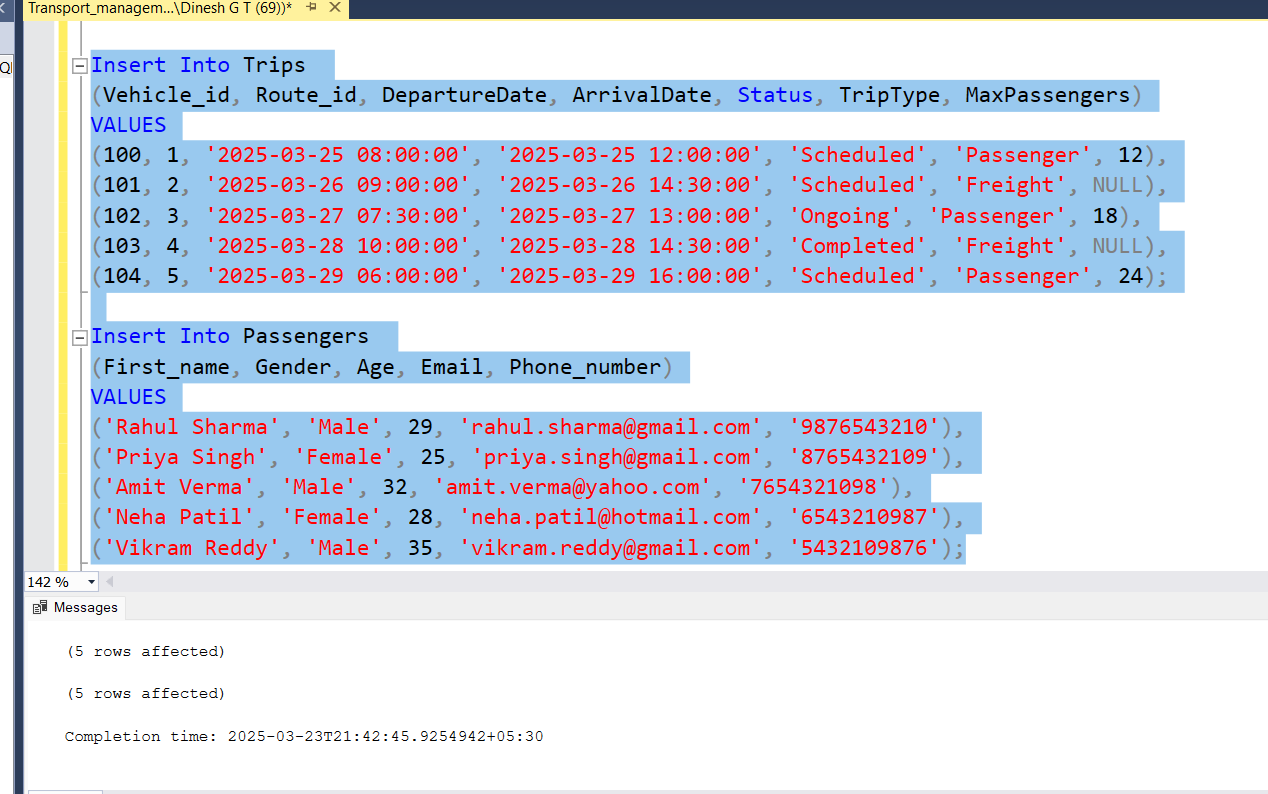 Transport_managem...\Dinesh G T (69))*
Insert Into Trips
(Vehicle_id, Route_id, DepartureDate, ArrivalDate, Status, TripType, MaxPassengers)
VALUES
(100, 1, '2025-03-25 08:00:00', '2025-03-25 12:00:00', 'Scheduled', 'Passenger', 12),
(101, 2, '2025-03-26 09:00:00', '2025-03-26 14:30:00', 'Scheduled', 'Freight', NULL),
(102, 3, '2025-03-27 07:30:00', '2025-03-27 13:00:00', 'Ongoing', 'Passenger', 18),
(103, 4, '2025-03-28 10:00:00', '2025-03-28 14:30:00', 'Completed', 'Freight', NULL),
(104, 5, '2025-03-29 06:00:00', '2025-03-29 16:00:00', 'Scheduled', 'Passenger', 24);
Insert Into Passengers
(First_name, Gender, Age, Email, Phone_number)
VALUES
('Rahul Sharma', 'Male', 29, 'rahul.sharma@gmail.com', '9876543210'),
('Priya Singh', 'Female', 25, 'priya.singh@gmail.com', '8765432109'),
('Amit Verma', 'Male', 32, 'amit.verma@yahoo.com', '7654321098'),
('Neha Patil', 'Female', 28, 'neha.patil@hotmail.com', '6543210987'),
('Vikram Reddy', 'Male', 35, 'vikram.reddy@gmail.com', '5432109876');
142 %
Messages
(5 rows affected)
(5 rows affected)
Completion time: 2025-03-23T21:42:45.9254942+05:30